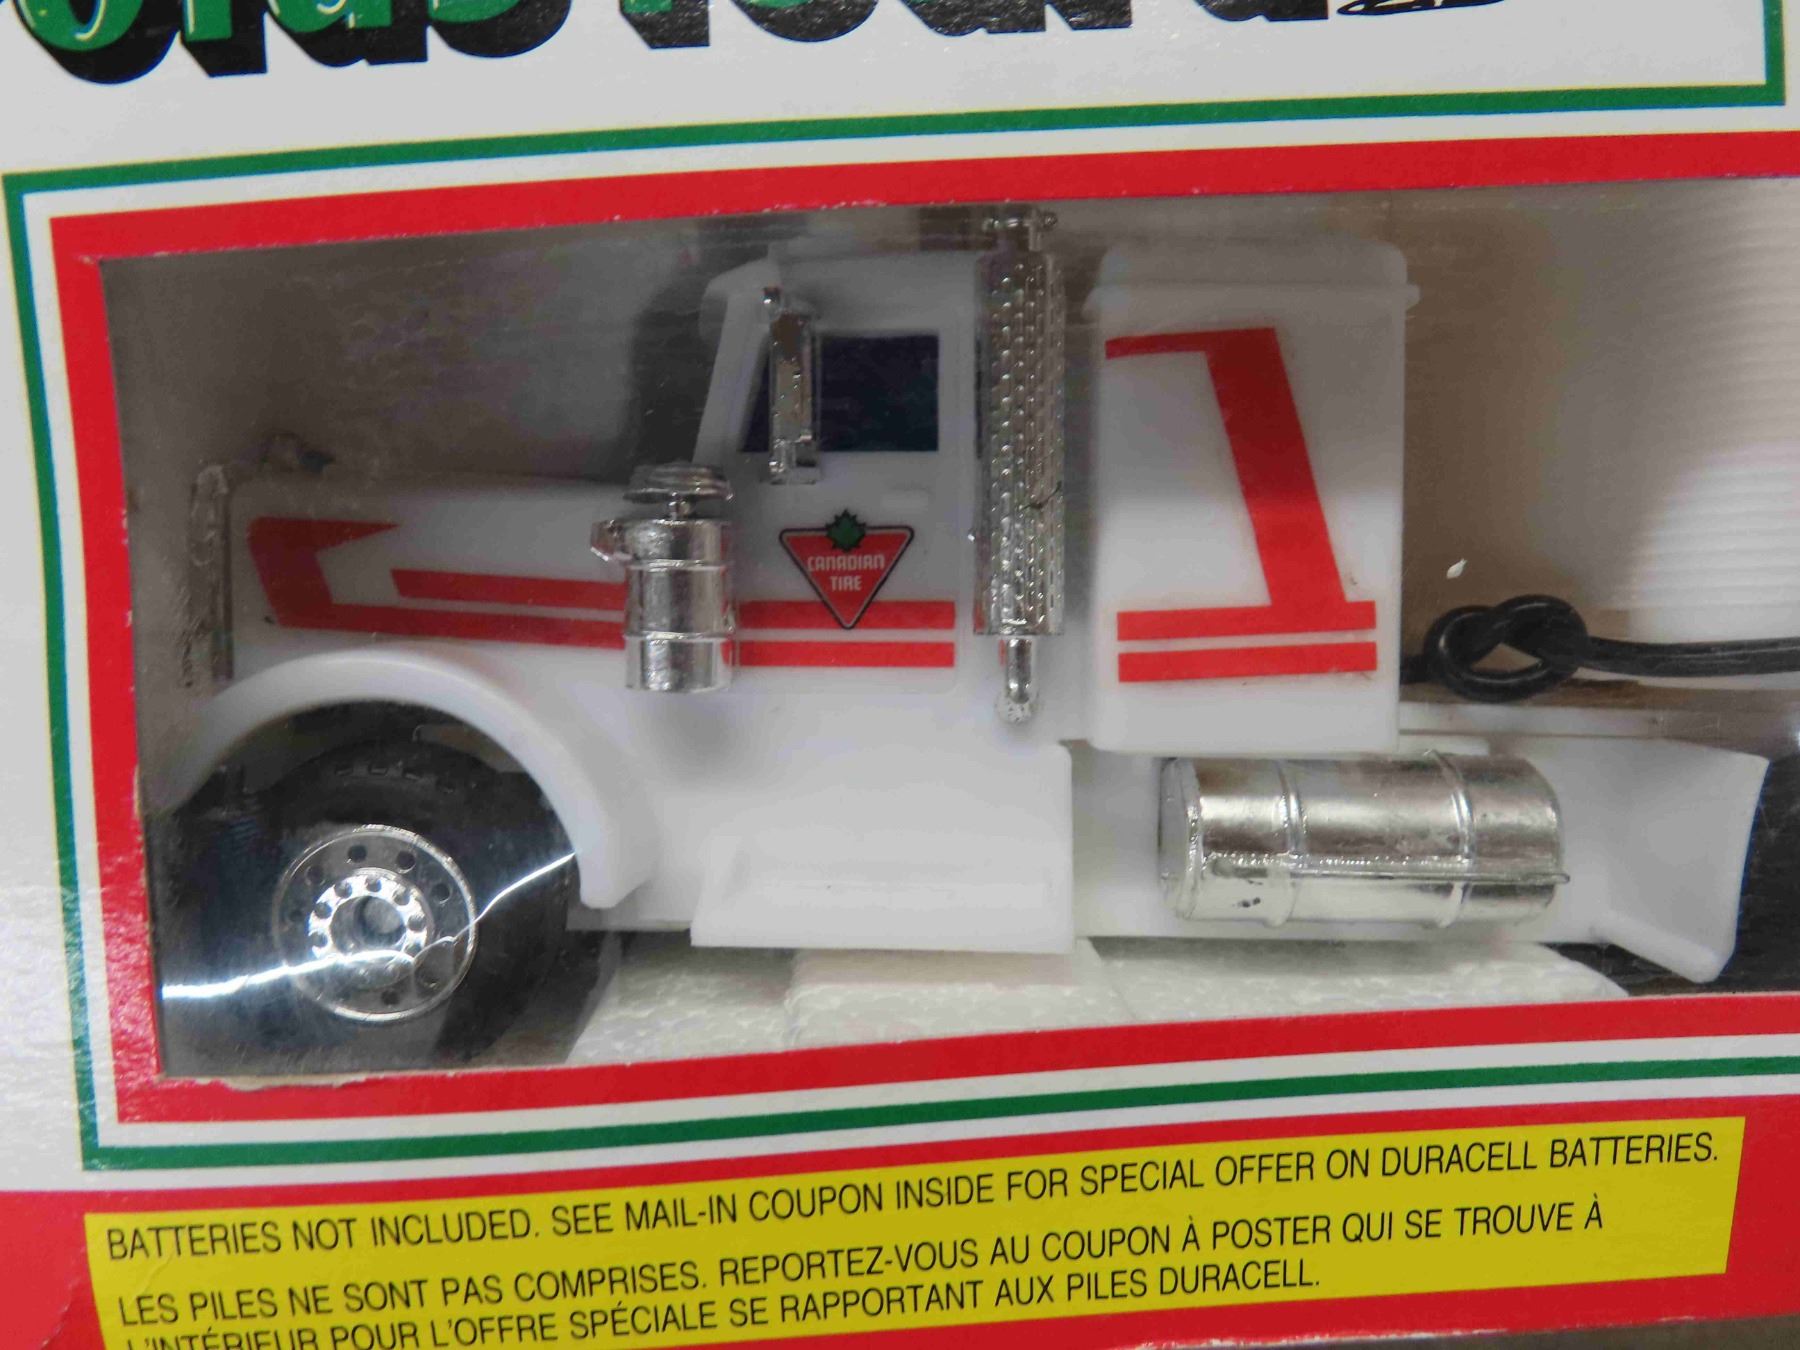 CANADIAN
TIRE
BATTERIES NOT INCLUDED. SEE MAIL-IN COUPON INSIDE FOR SPECIAL OFFER ON DURACELL BATTERIES.
LES PILES NE SONT PAS COMPRISES. REPORTEZ-VOUS AU COUPON À POSTER QUI SE TROUVE À
L'INTÉRIEUR POUR L'OFFRE SPÉCIALE SE RAPPORTANT AUX PILES DURACELL.